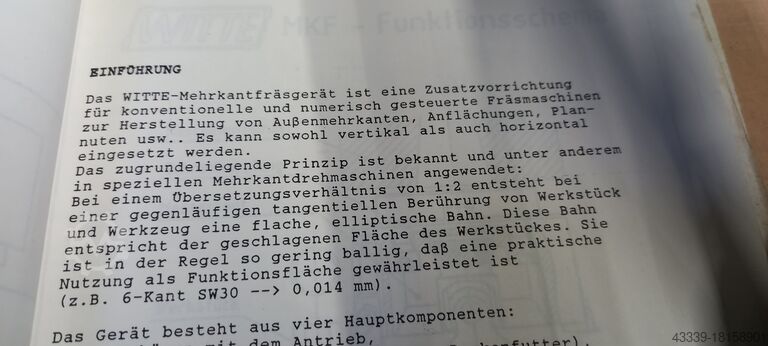 WITTE MKF - Funktionsschema
EINFÜHRUNG
Das WITTE-Mehrkantfräsgerät ist eine Zusatzvorrichtung
für konventionelle und numerisch gesteuerte Fräsmaschinen
zur Herstellung von Außenmehrkanten, Anflächungen, Plan-
nuten usw.. Es kann sowohl vertikal als auch horizontal
eingesetzt werden.
Das zugrundeliegende Prinzip ist bekannt und unter anderem
in speziellen Mehrkantdrehmaschinen angewendet:
Bei einem Übersetzungsverhältnis von 1:2 entsteht bei
einer gegenläufigen tangentiellen Berührung von Werkstück
und Werkzeug eine flache, elliptische Bahn. Diese Bahn
entspricht der geschlagenen Fläche des Werkstückes. Sie
ist in der Regel so gering ballig, daß eine praktische
Nutzung als Funktionsfläche gewährleistet ist
(z.B. 6-Kant SW30 --> 0,014 mm).
Das Gerät besteht aus vier Hauptkomponenten:
mit dem Antrieb,
43339-18158001